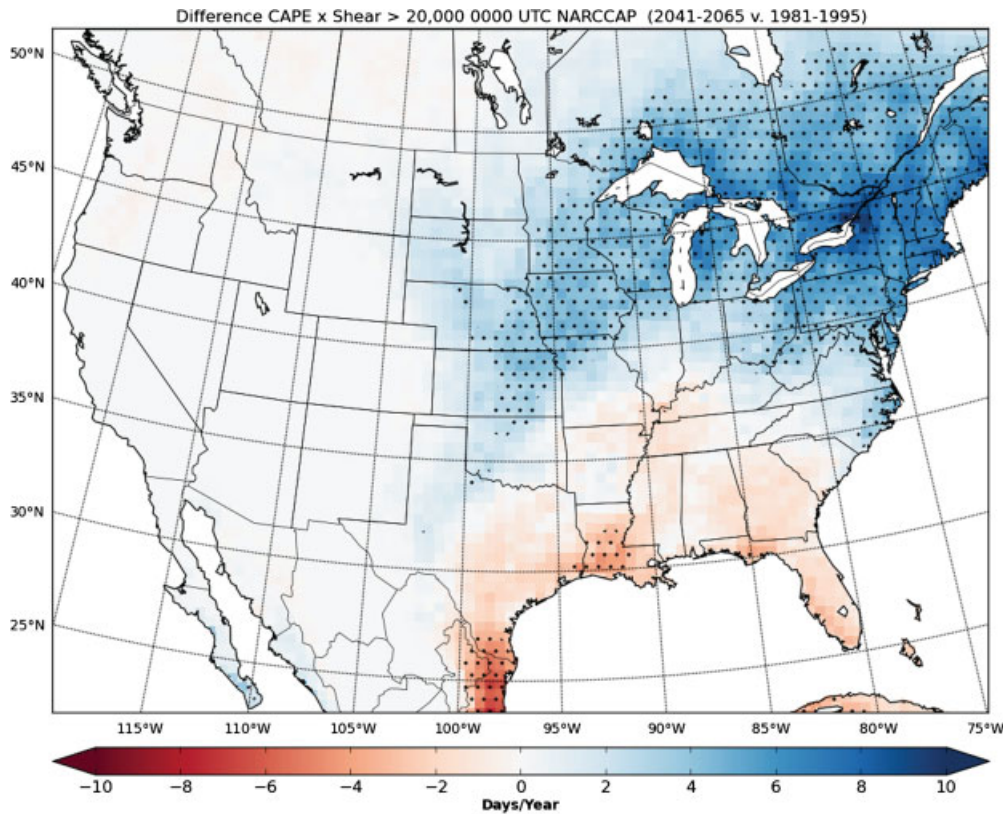 Difference CAPE x Shear > 20,000 0000 UTC NARCCAP (2041-2065 v. 1981-1995)
50°N
45°N
40°N
35°N
30°N
25°N
115°W 110°W 105°W 100°W 95°W 90°W 85°W 80°W 75°W
−10 −8 −6 −4 −2 0 2 4 6 8 10
Days/Year